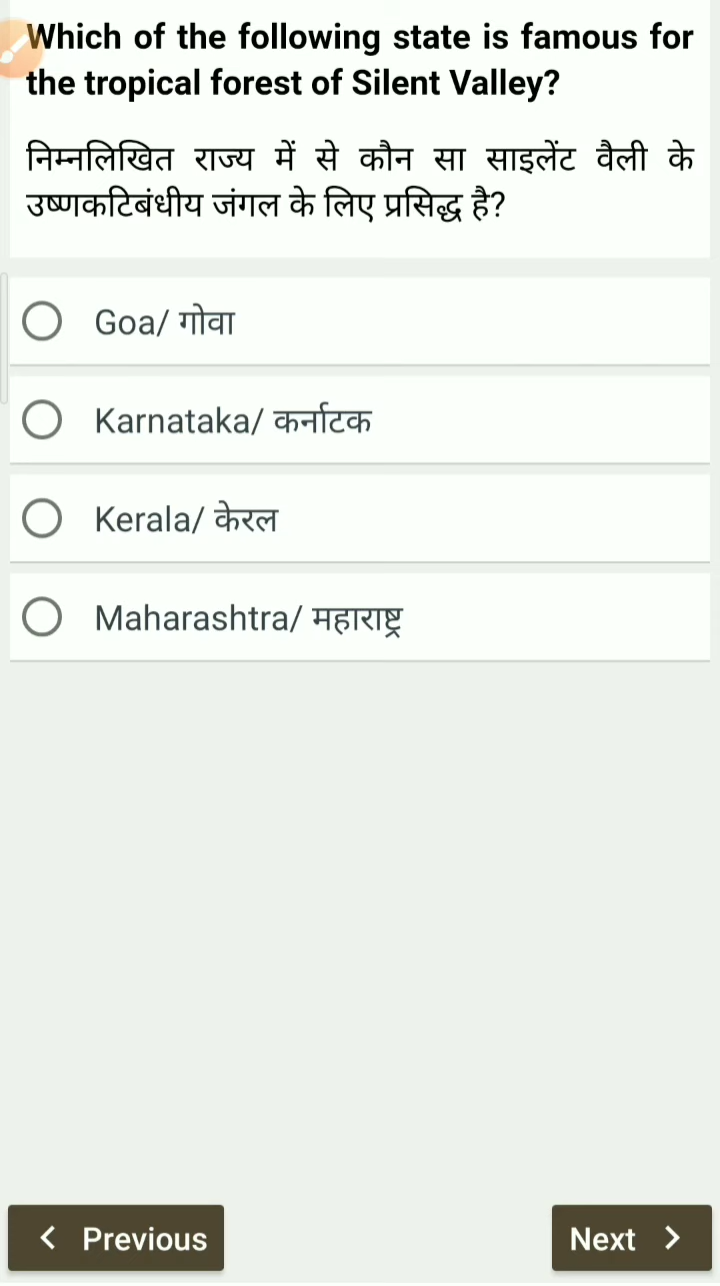 Which of the following state is famous for
the tropical forest of Silent Valley?
निम्नलिखित राज्य में से कौन सा साइलेंट वैली के
उष्णकटिबंधीय जंगल के लिए प्रसिद्ध है?
Goa/ गोवा
Karnataka/ कर्नाटक
Kerala/ केरल
Maharashtra/ महाराष्ट्र
Previous
Next